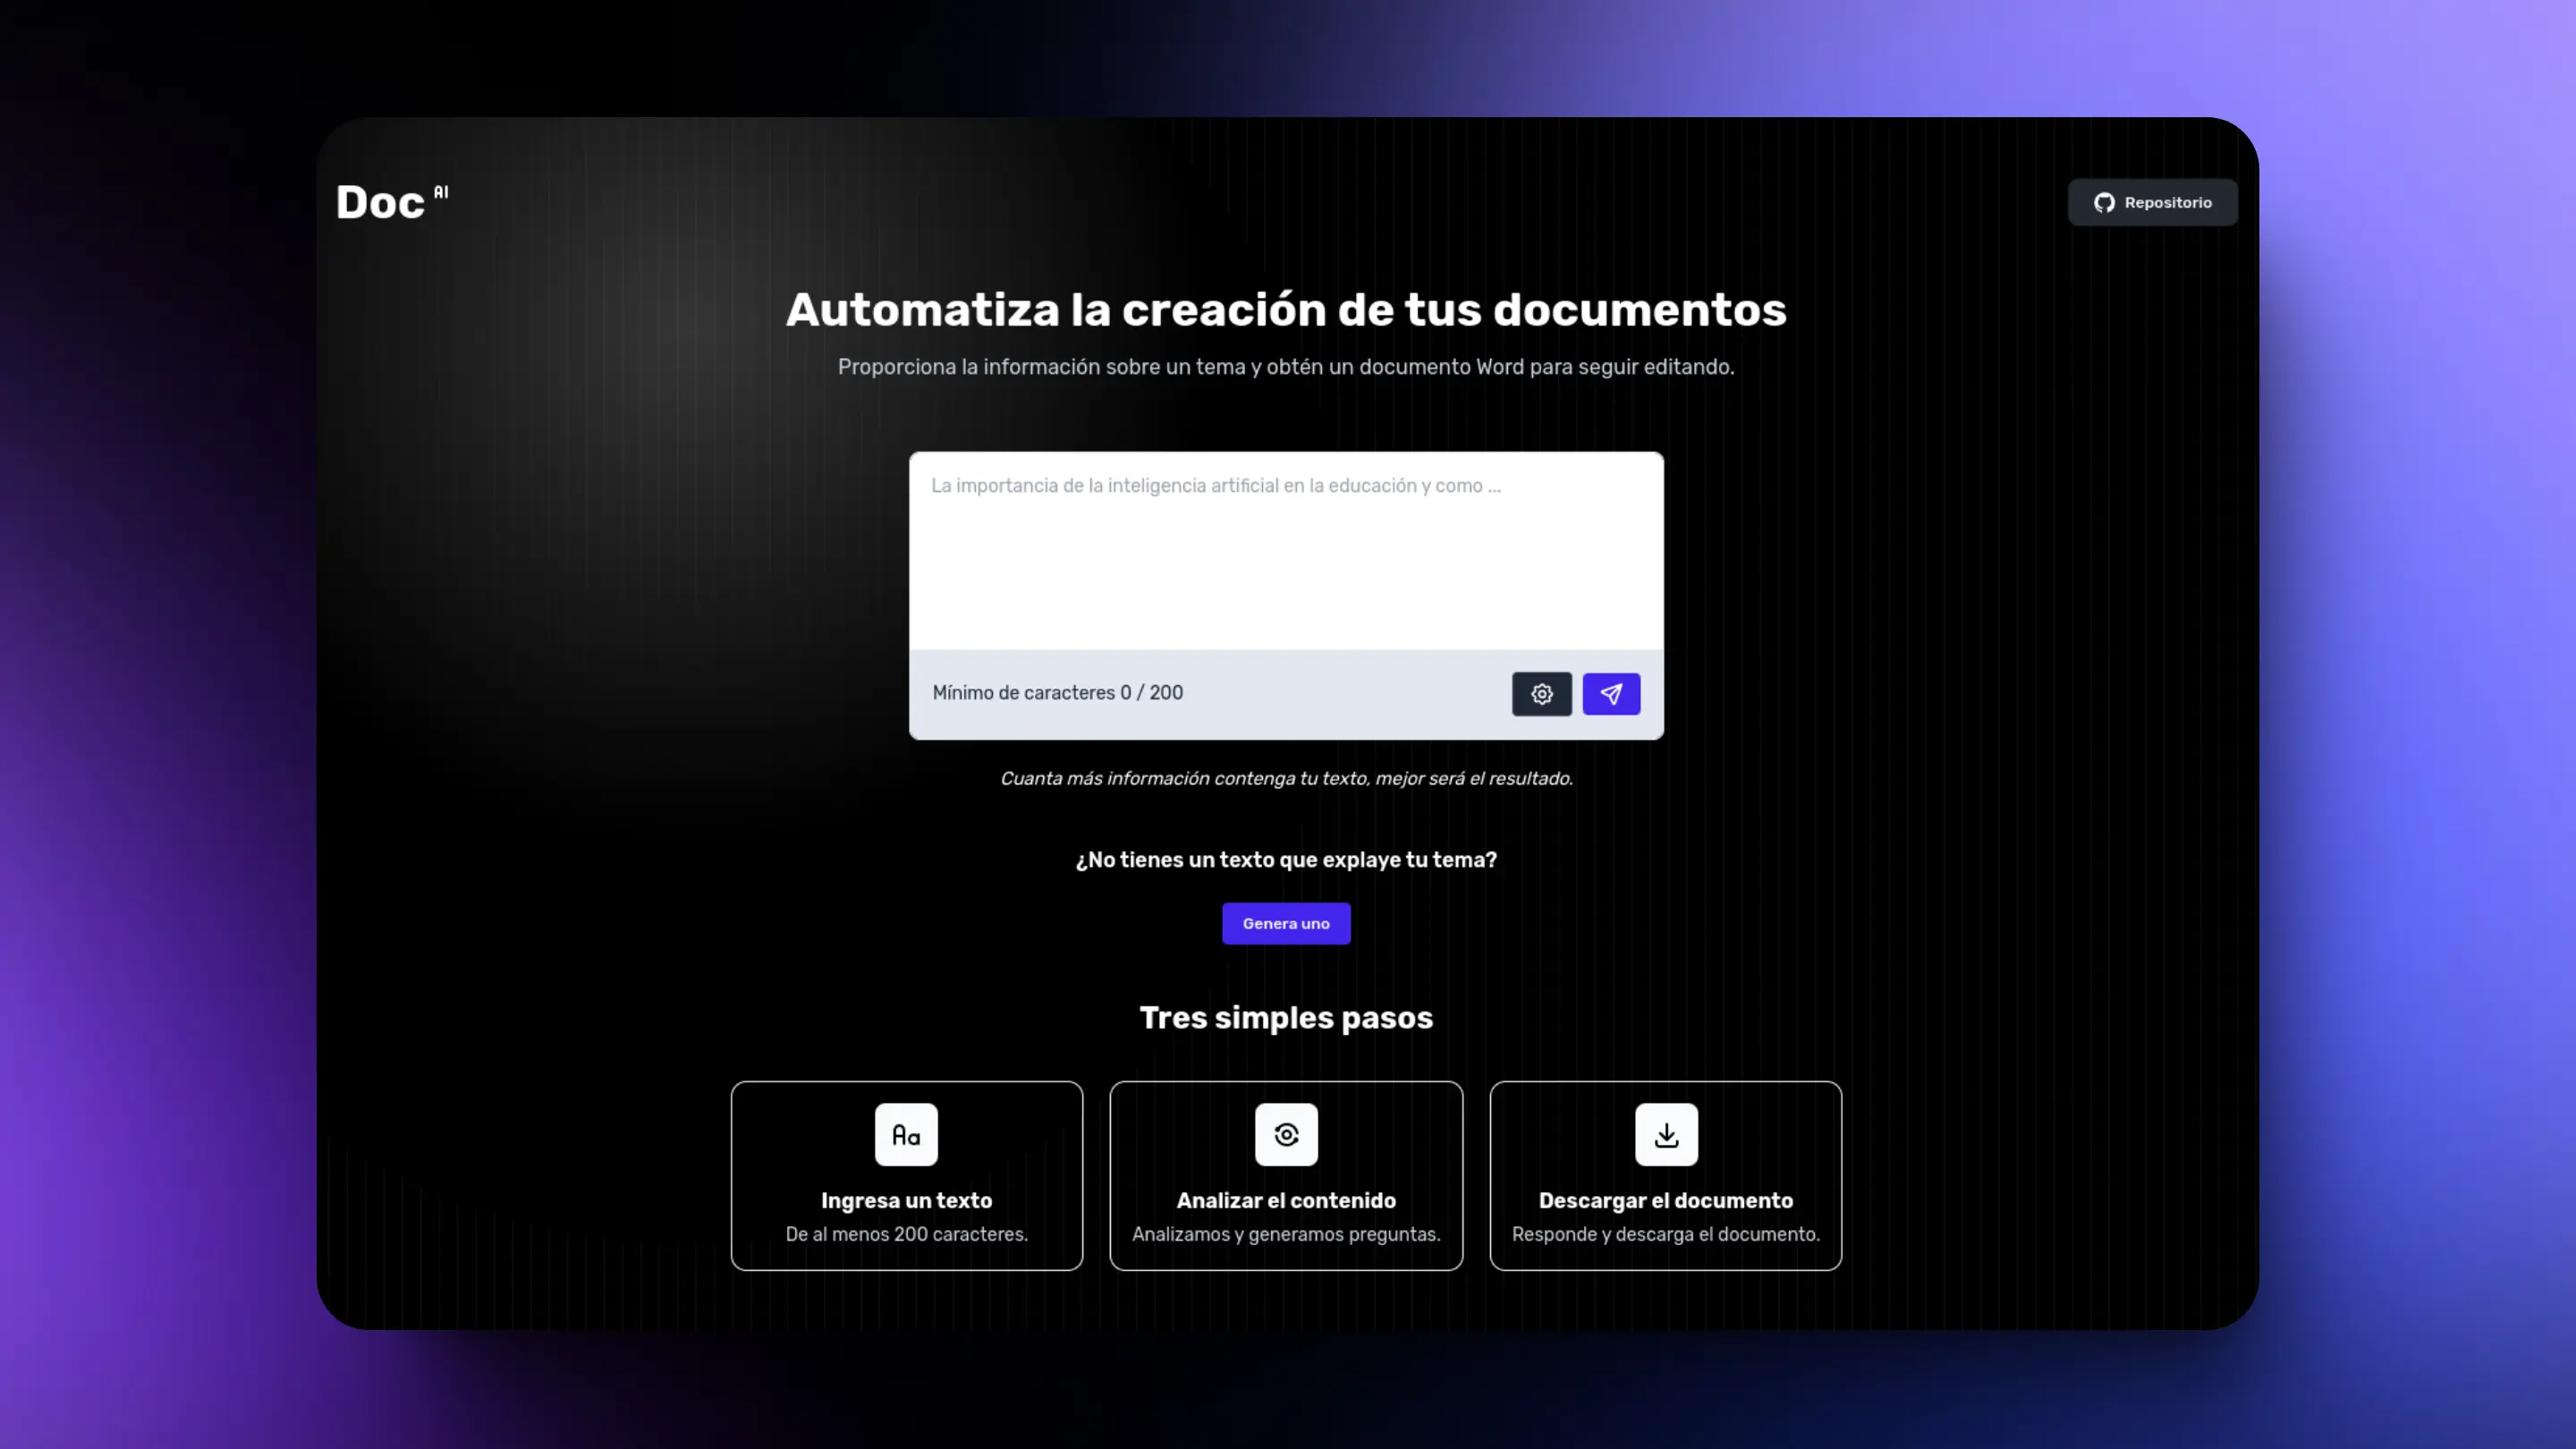 Doc AI
Repositorio
Automatiza la creación de tus documentos
Proporciona la información sobre un tema y obtén un documento Word para seguir editando.
La importancia de la inteligencia artificial en la educación y como ...
Mínimo de caracteres 0 / 200
Cuanta más información contenga tu texto, mejor será el resultado.
¿No tienes un texto que explaye tu tema?
Genera uno
Tres simples pasos
Aa
Ingresa un texto
De al menos 200 caracteres.
Analizar el contenido
Analizamos y generamos preguntas.
Descargar el documento
Responde y descarga el documento.